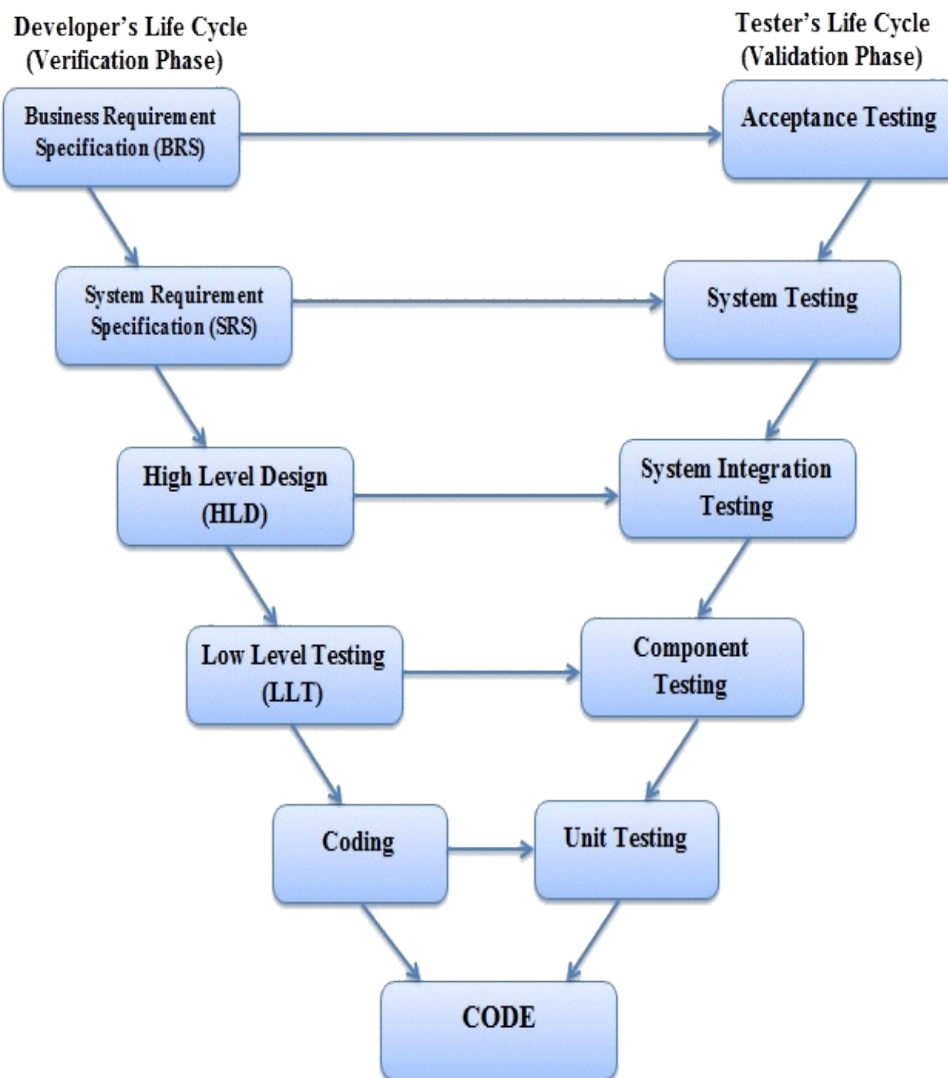 Developer's Life Cycle
(Verification Phase)
Tester's Life Cycle
(Validation Phase)
Business Requirement
Specification (BRS)
Acceptance Testing
System Requirement
Specification (SRS)
System Testing
High Level Design
(HLD)
System Integration
Testing
Low Level Testing
(LLT)
Component
Testing
Coding
Unit Testing
CODE